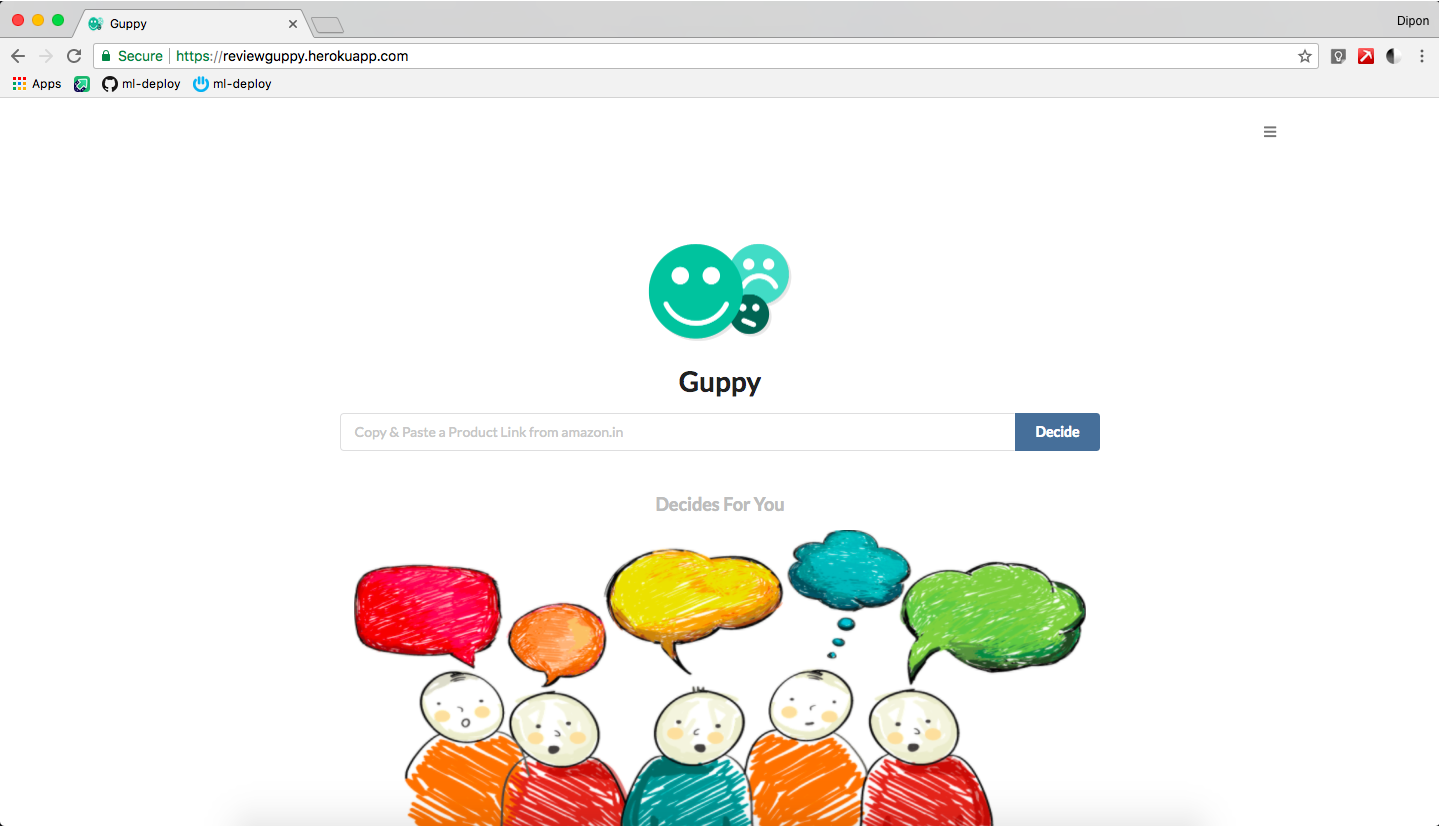 Guppy
Dipon
Secure
https://reviewguppy.herokuapp.com
Apps
ml-deploy
ml-deploy
Guppy
Copy & Paste a Product Link from amazon.in
Decide
Decides For You